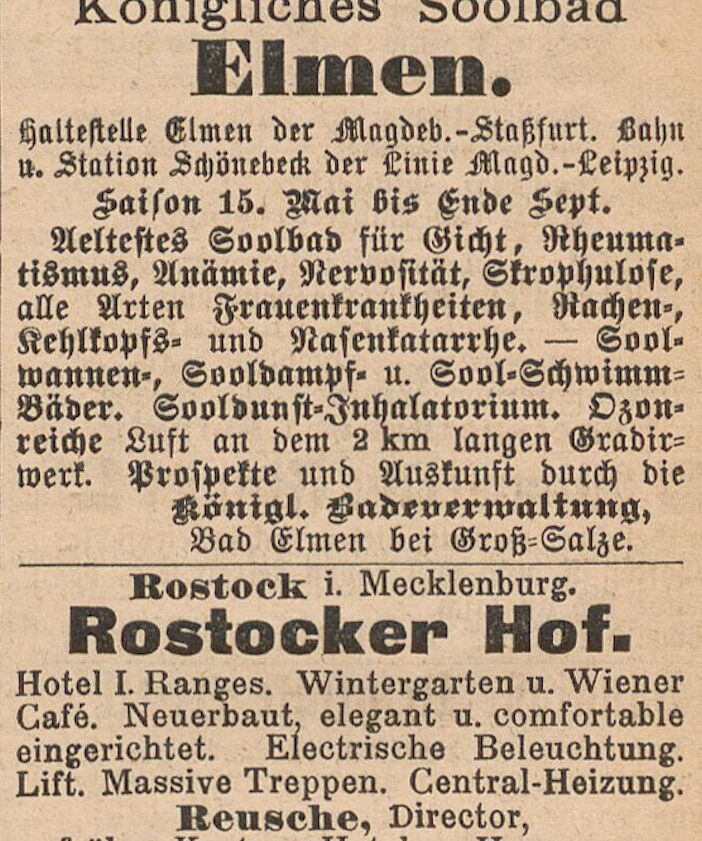 Königliches Soolbad
Elmen.
Haltestelle Elmen der Magdeb.-Staßfurt. Bahn
u. Station Schönebeck der Linie Magd.-Leipzig.
Saison 15. Mai bis Ende Sept.
Aeltestes Soolbad für Gicht, Rheuma-
tismus, Anämie, Nervosität, Skrophulose,
alle Arten Frauenkrankheiten, Rachen-,
Kehlkopfs- und Nasenkatarrhe. — Sool-
wannen-, Sooldampf- u. Sool-Schwimm-
Bäder. Sooldunst-Inhalatorium. Ozon-
reiche Luft an dem 2 km langen Gradir-
werk. Prospekte und Auskunft durch die
Königl. Badeverwaltung,
Bad Elmen bei Groß-Salze.
Rostock i. Mecklenburg.
Rostocker Hof.
Hotel I. Ranges. Wintergarten u. Wiener
Café. Neuerbaut, elegant u. comfortable
eingerichtet. Electrische Beleuchtung.
Lift. Massive Treppen. Central-Heizung.
Reusche, Director,